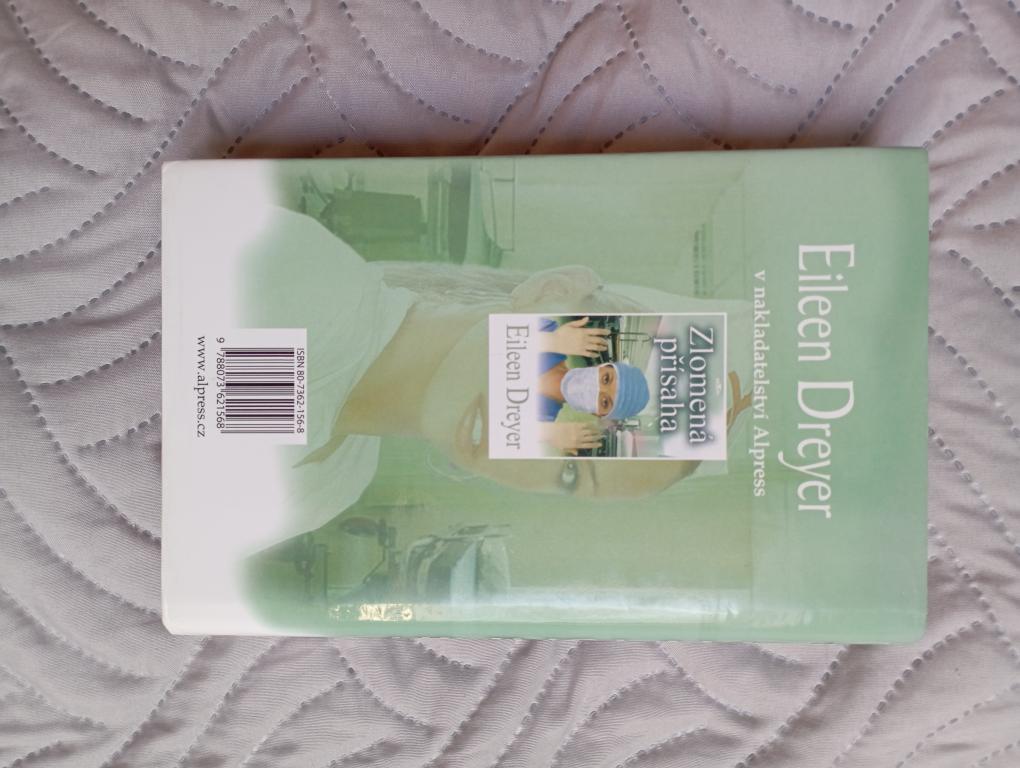 Eileen Dreyer
v nakladatelství Alpress
Zlomená
přísaha
Eileen Dreyer
ISBN 80-7362-156-8
9 788073 621568
www.alpress.cz